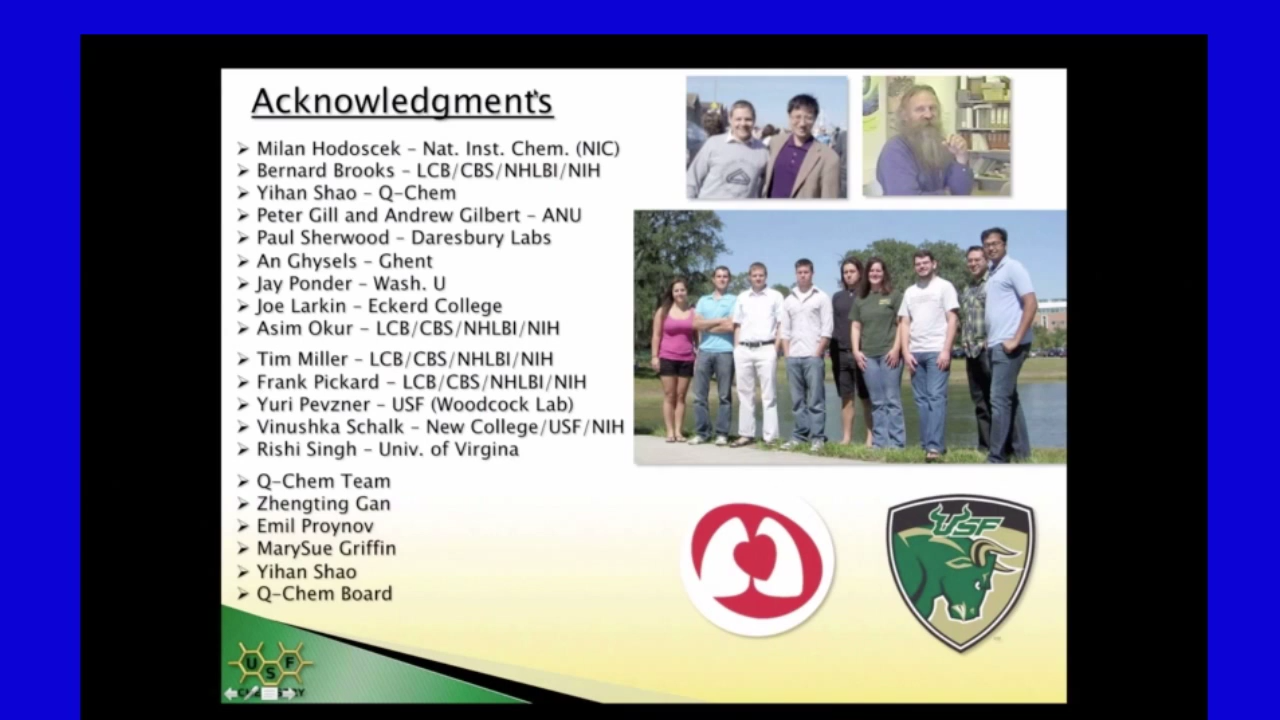 Acknowledgments
Milan Hodoscek – Nat. Inst. Chem. (NIC)
Bernard Brooks – LCB/CBS/NHLBI/NIH
Yihan Shao – Q-Chem
Peter Gill and Andrew Gilbert – ANU
Paul Sherwood – Daresbury Labs
An Ghysels – Ghent
Jay Ponder – Wash. U
Joe Larkin – Eckerd College
Asim Okur – LCB/CBS/NHLBI/NIH
Tim Miller – LCB/CBS/NHLBI/NIH
Frank Pickard – LCB/CBS/NHLBI/NIH
Yuri Pevzner – USF (Woodcock Lab)
Vinushka Schalk – New College/USF/NIH
Rishi Singh – Univ. of Virgina
Q-Chem Team
Zhengting Gan
Emil Proynov
MarySue Griffin
Yihan Shao
Q-Chem Board
USF
USF